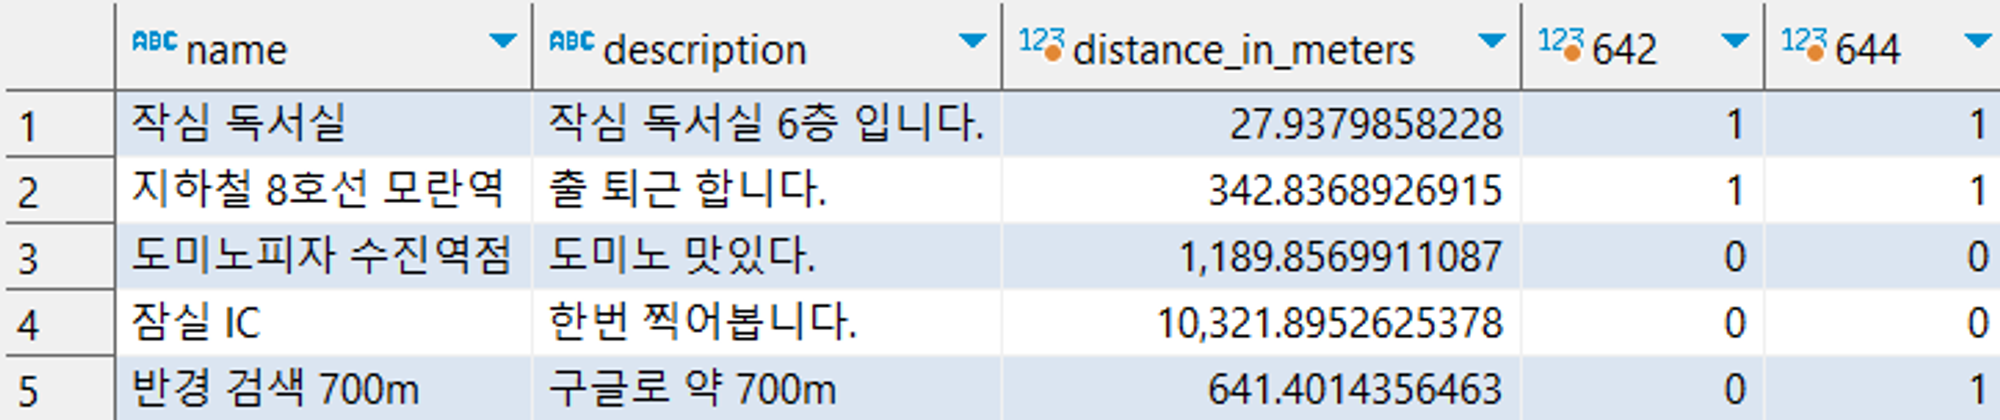 ABC name ABC description 123 distance_in_meters 123 642 123 644
1 작심 독서실 작심 독서실 6층 입니다. 27.9379858228 1 1
2 지하철 8호선 모란역 출 퇴근 합니다. 342.8368926915 1 1
3 도미노피자 수진역점 도미노 맛있다. 1,189.8569911087 0 0
4 잠실 IC 한번 찍어봅니다. 10,321.8952625378 0 0
5 반경 검색 700m 구글로 약 700m 641.4014356463 0 1